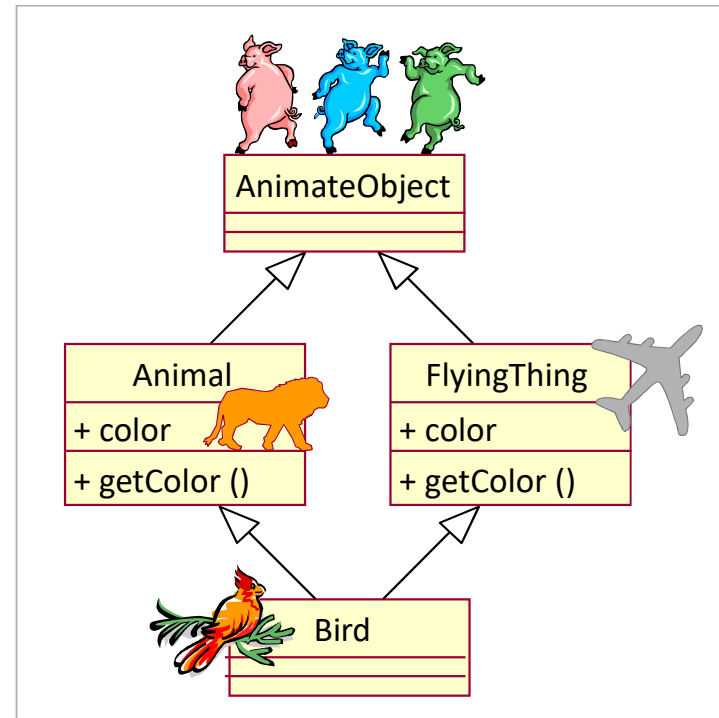 AnimateObject
Animal
+ color
+ getColor ()
FlyingThing
+ color
+ getColor ()
Bird